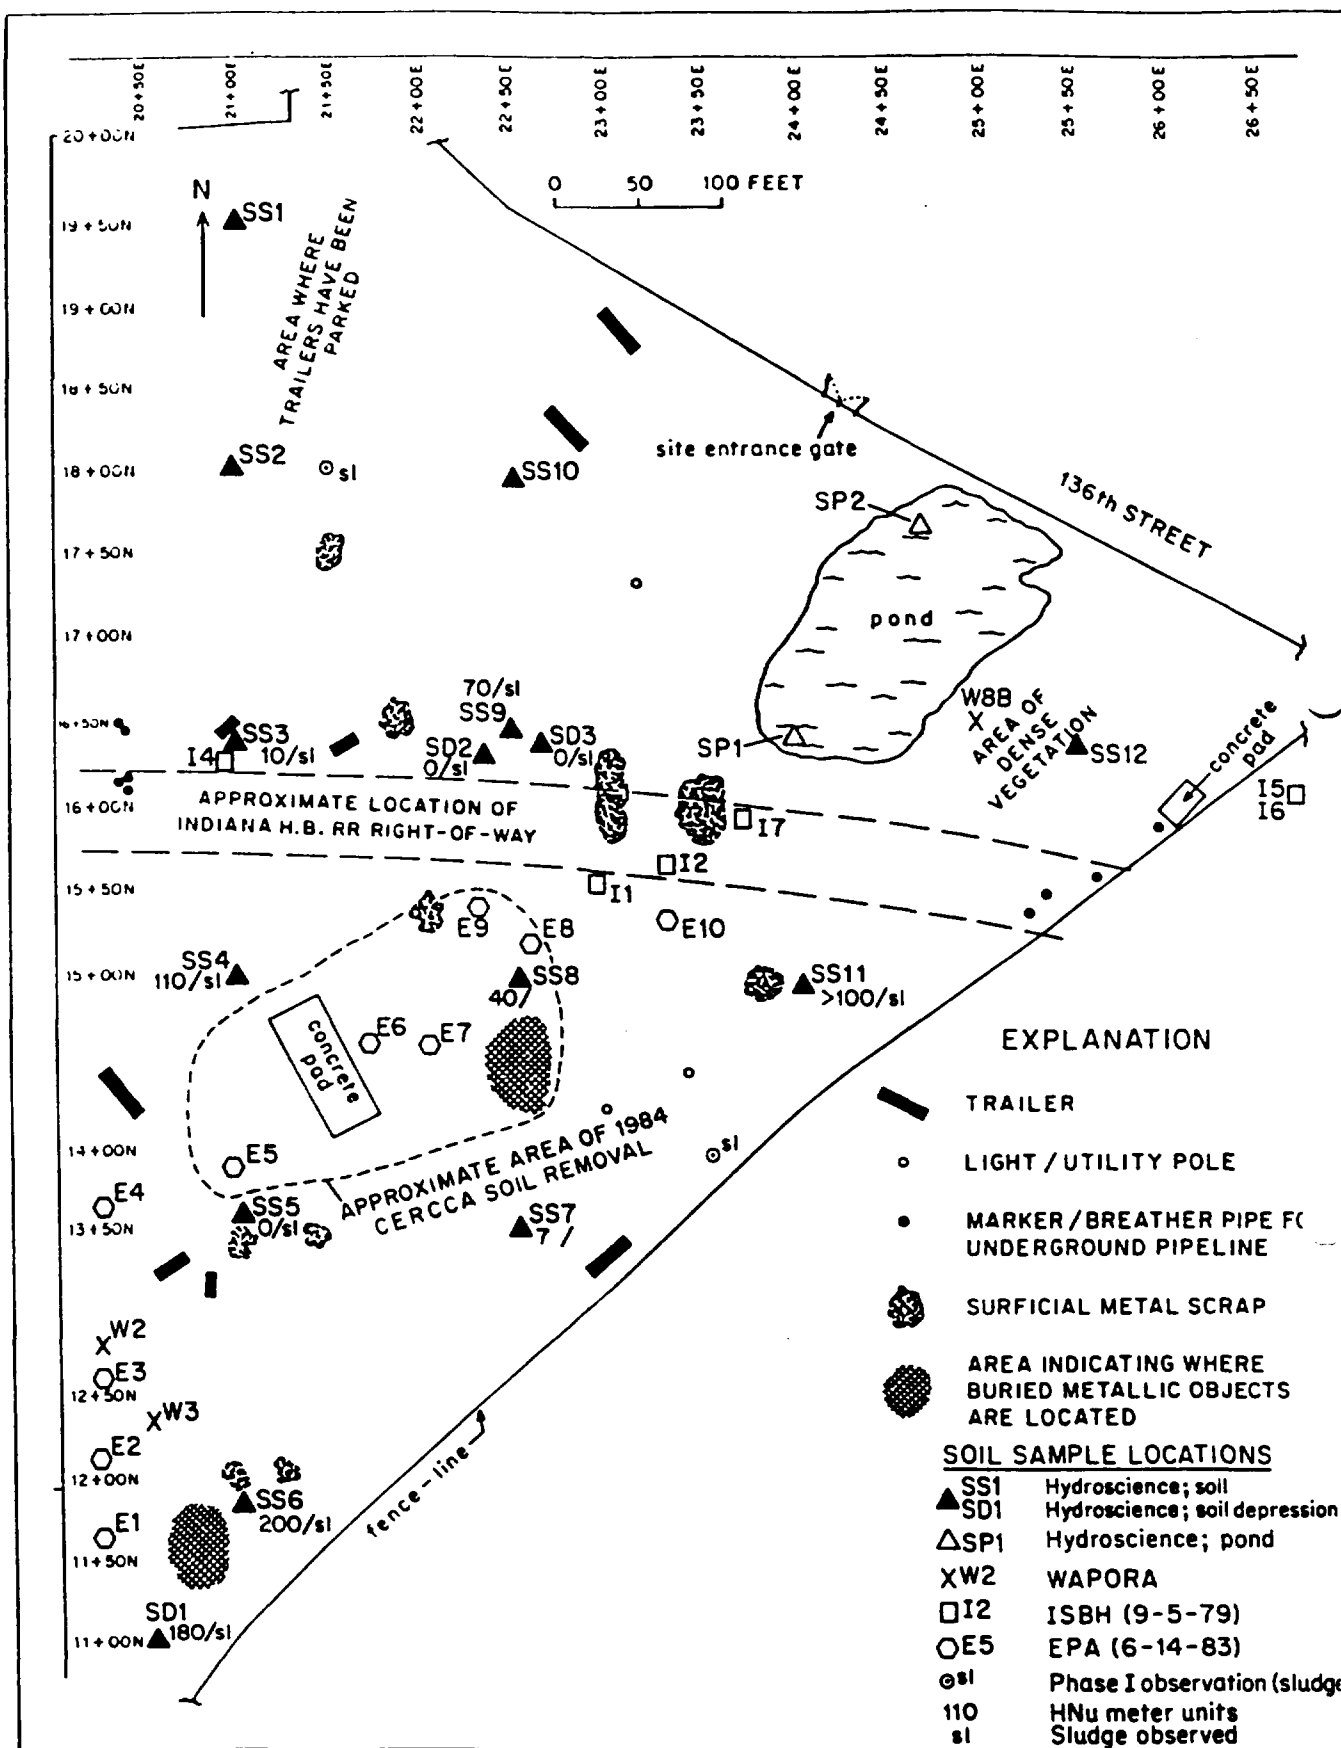 20+50E
21+00E
21+50E
22+00E
22+50E
23+00E
23+50E
24+00E
24+50E
25+00E
25+50E
26+00E
26+50E
20+00N
0 50 100 FEET
N
SS1
19+50N
AREA WHERE
TRAILERS HAVE BEEN
PARKED
19+00N
18+50N
site entrance gate
SS2
18+00N
sl
SS10
136th STREET
SP2
17+50N
pond
17+00N
70/sl
W8B
16+50N
SS9
SS3
10/sl
I4
SD2
0/sl
SD3
0/sl
SP1
AREA OF
DENSE
VEGETATION
SS12
concrete
pad
I5
I6
16+00N
APPROXIMATE LOCATION OF
INDIANA H.B. RR RIGHT-OF-WAY
I7
I2
15+50N
I1
E9
E8
E10
SS4
110/sl
15+00N
SS8
40/
SS11
>100/sl
E6
E7
concrete
pad
EXPLANATION
TRAILER
14+00N
E5
APPROXIMATE AREA OF 1984
CERCCA SOIL REMOVAL
sl
LIGHT/UTILITY POLE
E4
13+50N
SS5
0/sl
SS7
7/
MARKER/BREATHER PIPE
UNDERGROUND PIPELINE
SURFICIAL METAL SCRAP
W2
E3
12+50N
W3
AREA INDICATING WHERE
BURIED METALLIC OBJECTS
ARE LOCATED
fence-line
E2
12+00N
SS6
200/sl
E1
11+50N
SD1
180/sl
11+00N
SOIL SAMPLE LOCATIONS
SS1 Hydroscience; soil
SD1 Hydroscience; soil depression
SP1 Hydroscience; pond
W2 WAPORA
I2 ISBH (9-5-79)
E5 EPA (6-14-83)
sl Phase I observation (sludge
110 HNu meter units
sl Sludge observed